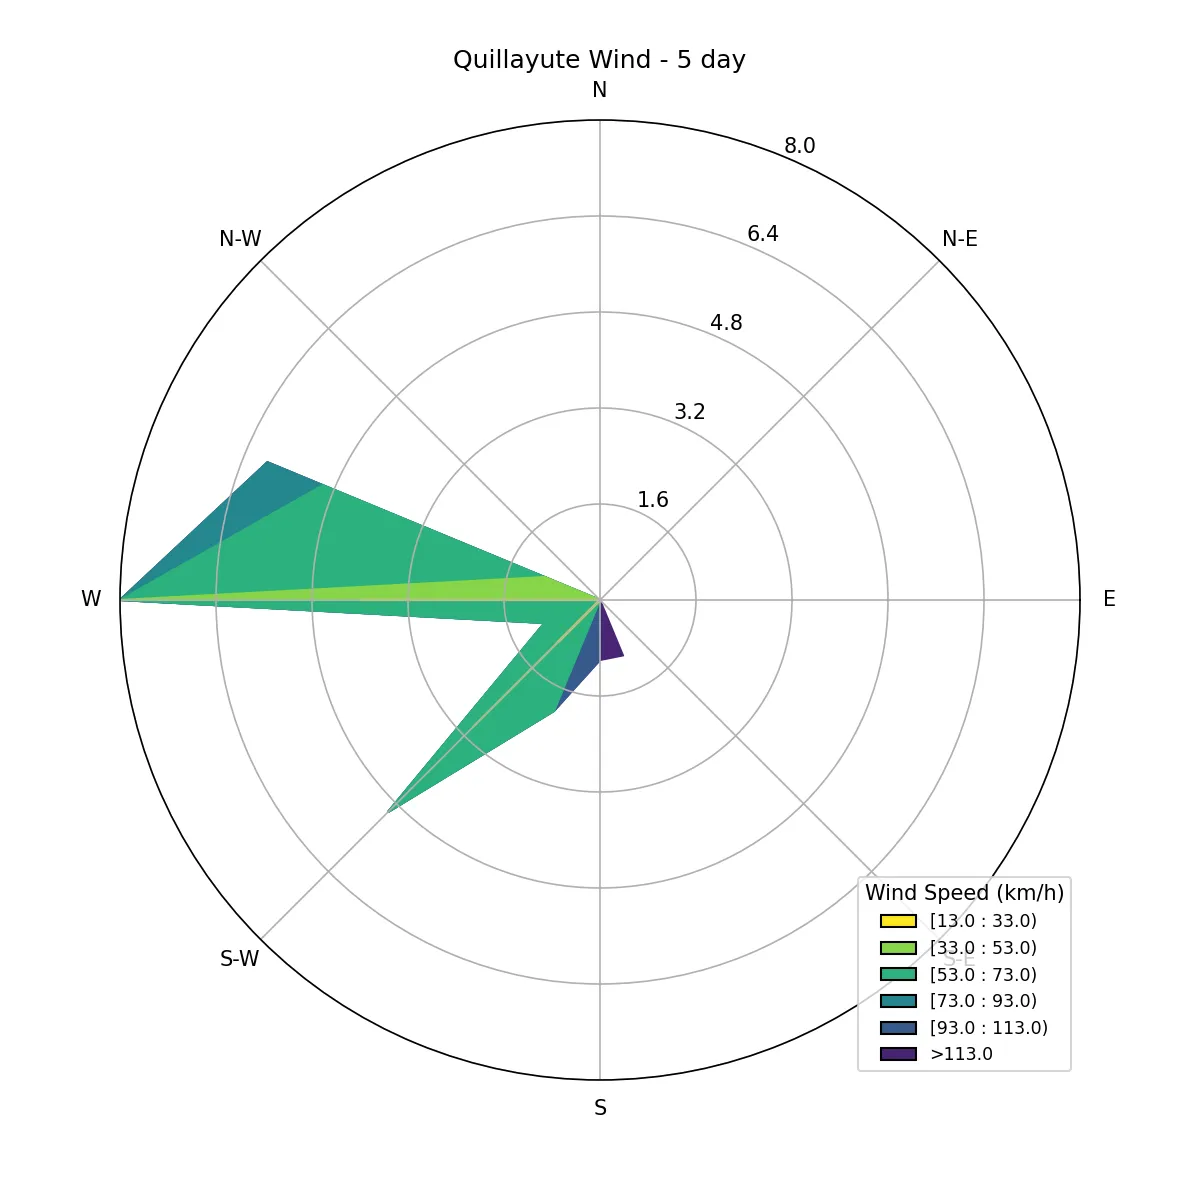 Quillayute Wind - 5 day
N
8.0
N-W
6.4
N-E
4.8
3.2
1.6
W
E
Wind Speed (km/h)
[13.0 : 33.0)
[33.0 : 53.0)
S-W
S-E
[53.0 : 73.0)
[73.0 : 93.0)
[93.0 : 113.0)
>113.0
S